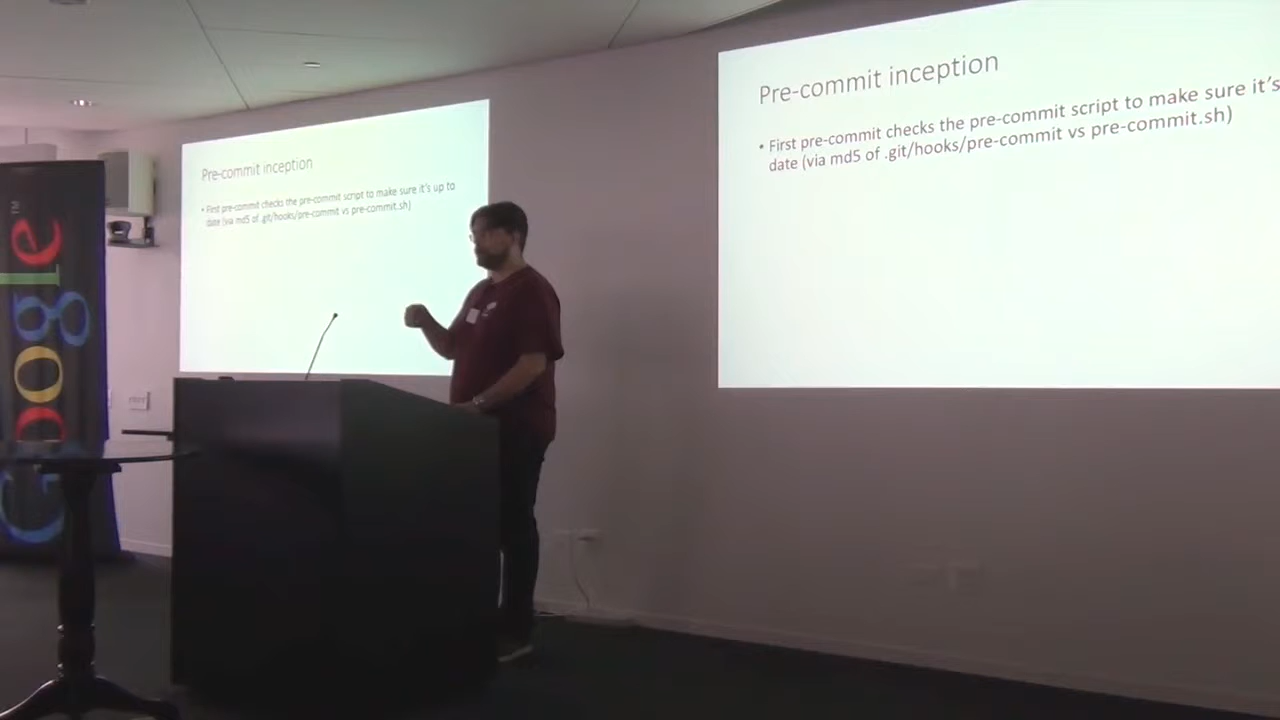 Google™
Pre-commit inception
• First pre-commit checks the pre-commit script to make sure it's up to
date (via md5 of .git/hooks/pre-commit vs pre-commit.sh)
Pre-commit inception
• First pre-commit checks the pre-commit script to make sure it's
date (via md5 of .git/hooks/pre-commit vs pre-commit.sh)